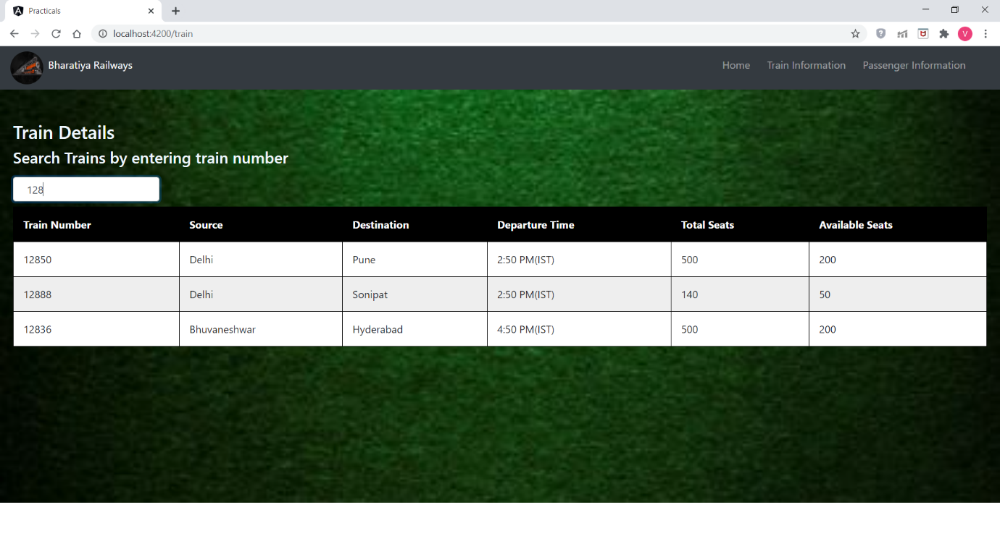 Practicals
localhost:4200/train
V
Bharatiya Railways Home Train Information Passenger Information
Train Details
Search Trains by entering train number
128
Train Number Source Destination Departure Time Total Seats Available Seats
12850 Delhi Pune 2:50 PM(IST) 500 200
12888 Delhi Sonipat 2:50 PM(IST) 140 50
12836 Bhuvaneshwar Hyderabad 4:50 PM(IST) 500 200